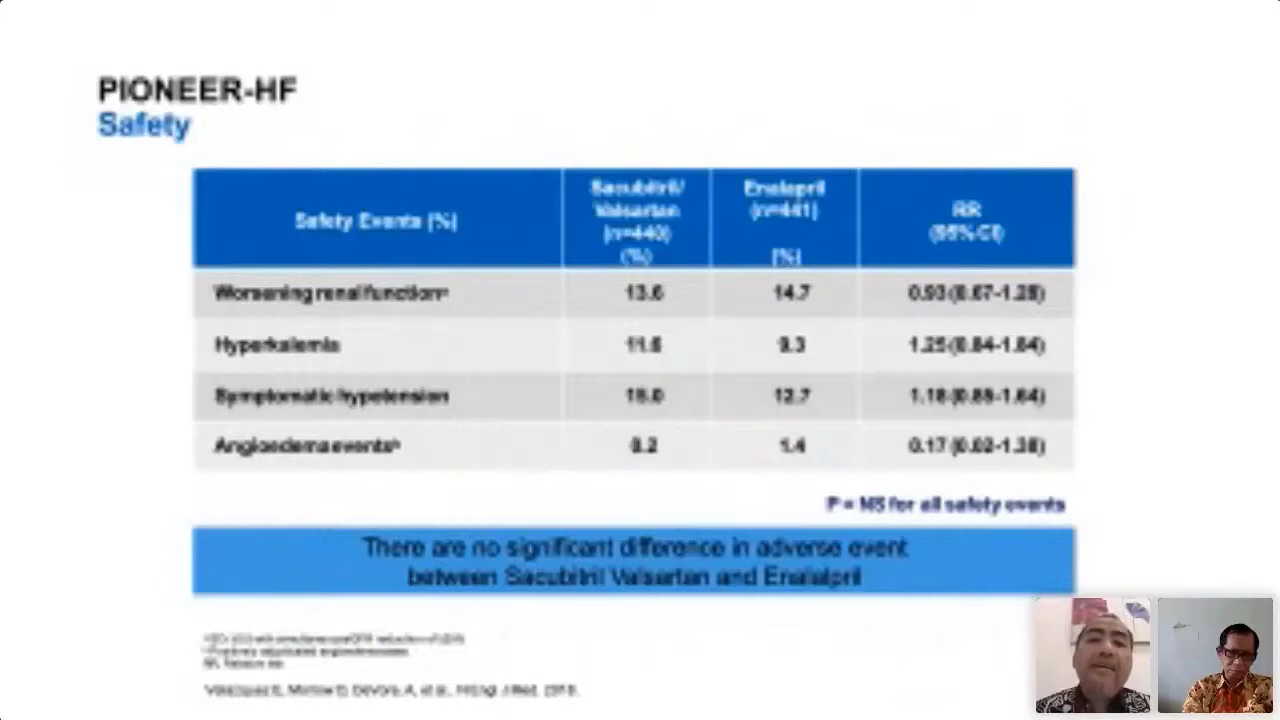 PIONEER-HF
Safety
Safety Events (%)
Sacubitril/
Valsartan
(n=440)
(%)
Enalapril
(n=441)
(%)
RR
(95% CI)
Worsening renal function
13.6
14.7
0.93 (0.67-1.28)
Hyperkalemia
11.6
9.3
1.25 (0.84-1.84)
Symptomatic hypotension
15.0
12.7
1.18 (0.85-1.64)
Angioedema events
0.2
1.4
0.17 (0.02-1.38)
P = NS for all safety events
There are no significant difference in adverse event
between Sacubitril Valsartan and Enalalpril
Velazquez E, Morrow D, DeVore A, et al., N Engl J Med. 2018.